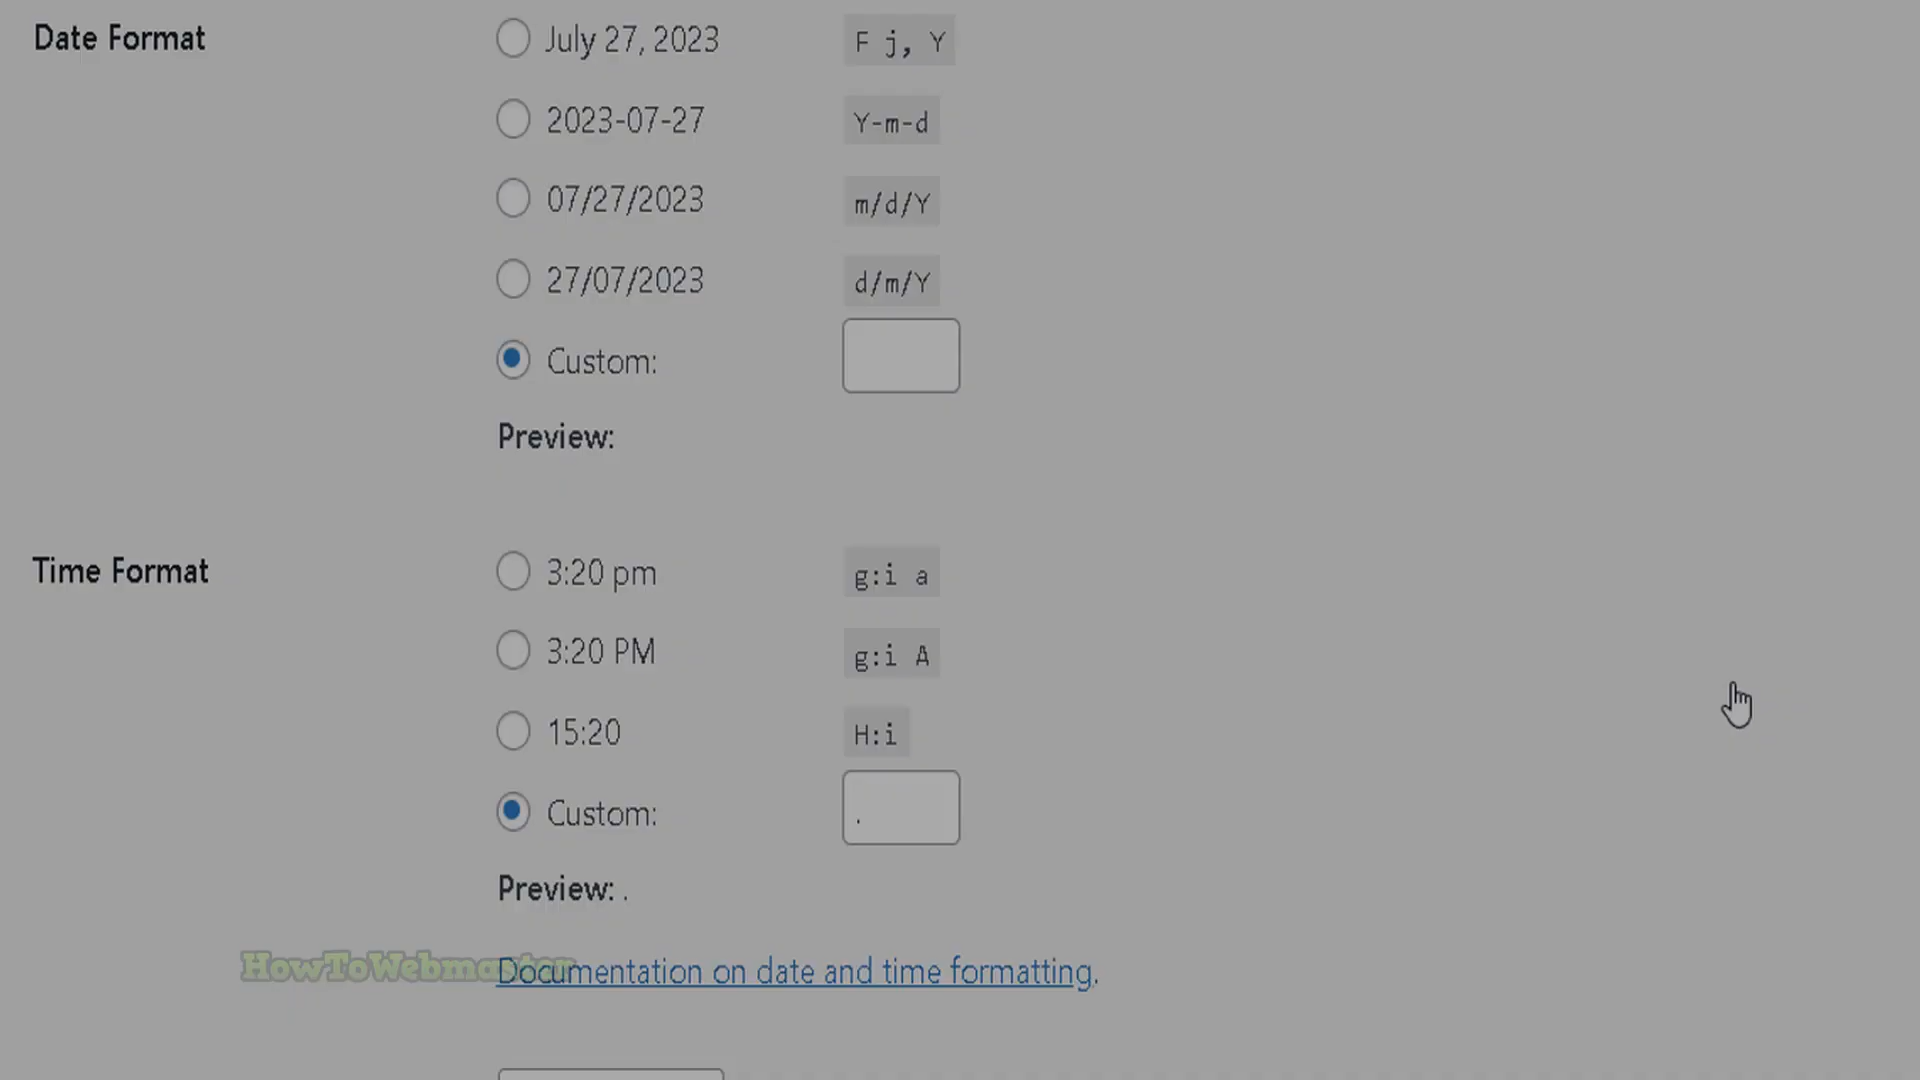 Date Format
July 27, 2023 F j, Y
2023-07-27 Y-m-d
07/27/2023 m/d/Y
27/07/2023 d/m/Y
Custom:
Preview:
Time Format
3:20 pm g:i a
3:20 PM g:i A
15:20 H:i
Custom: .
Preview: .
HowToWebmaster
Documentation on date and time formatting.